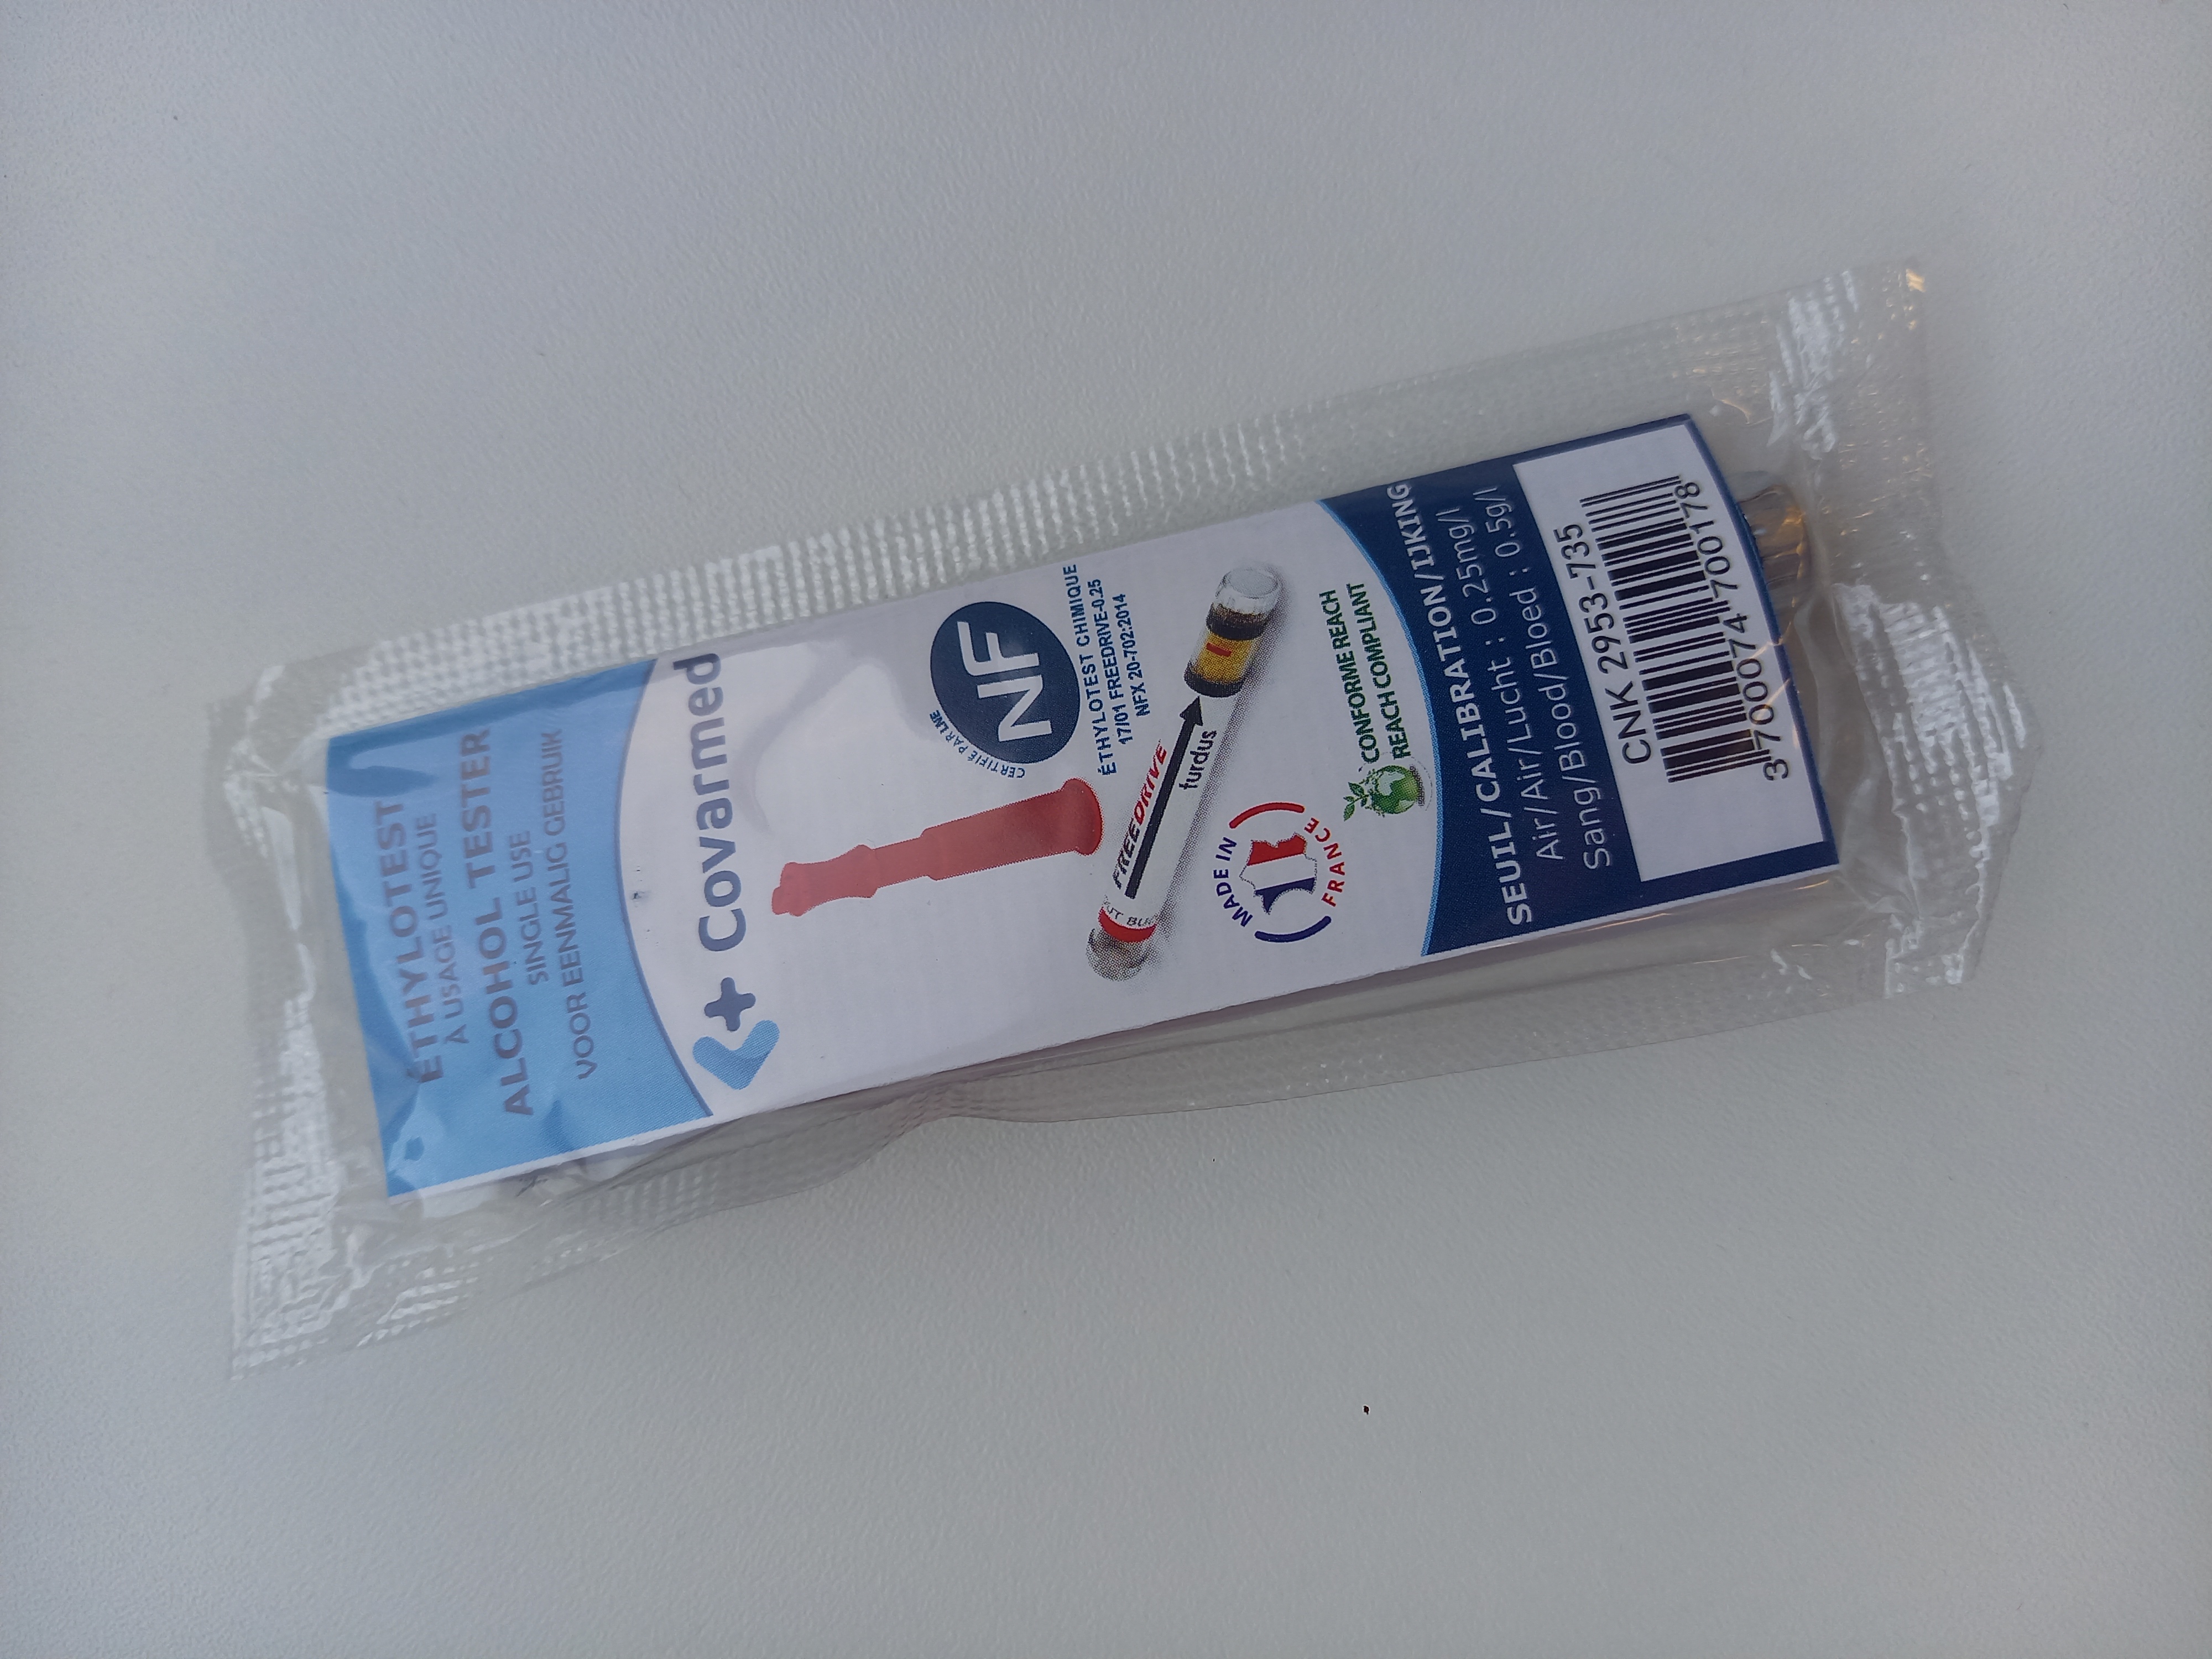 ÉTHYLOTEST
À USAGE UNIQUE
ALCOHOL TESTER
SINGLE USE
VOOR EENMALIG GEBRUIK
Covarmed
CERTIFIÉ PAR LNE
NF
ÉTHYLOTEST CHIMIQUE
17/01 FREEDRIVE-0.25
NFX 20-702:2014
FREEDRIVE
turdus
MADE IN
FRANCE
CONFORME REACH
REACH COMPLIANT
SEUIL/CALIBRATION/IJKING
Air/Air/Lucht : 0.25mg/l
Sang/Blood/Bloed : 0.5g/l
CNK 2953-735
3 700074 700178